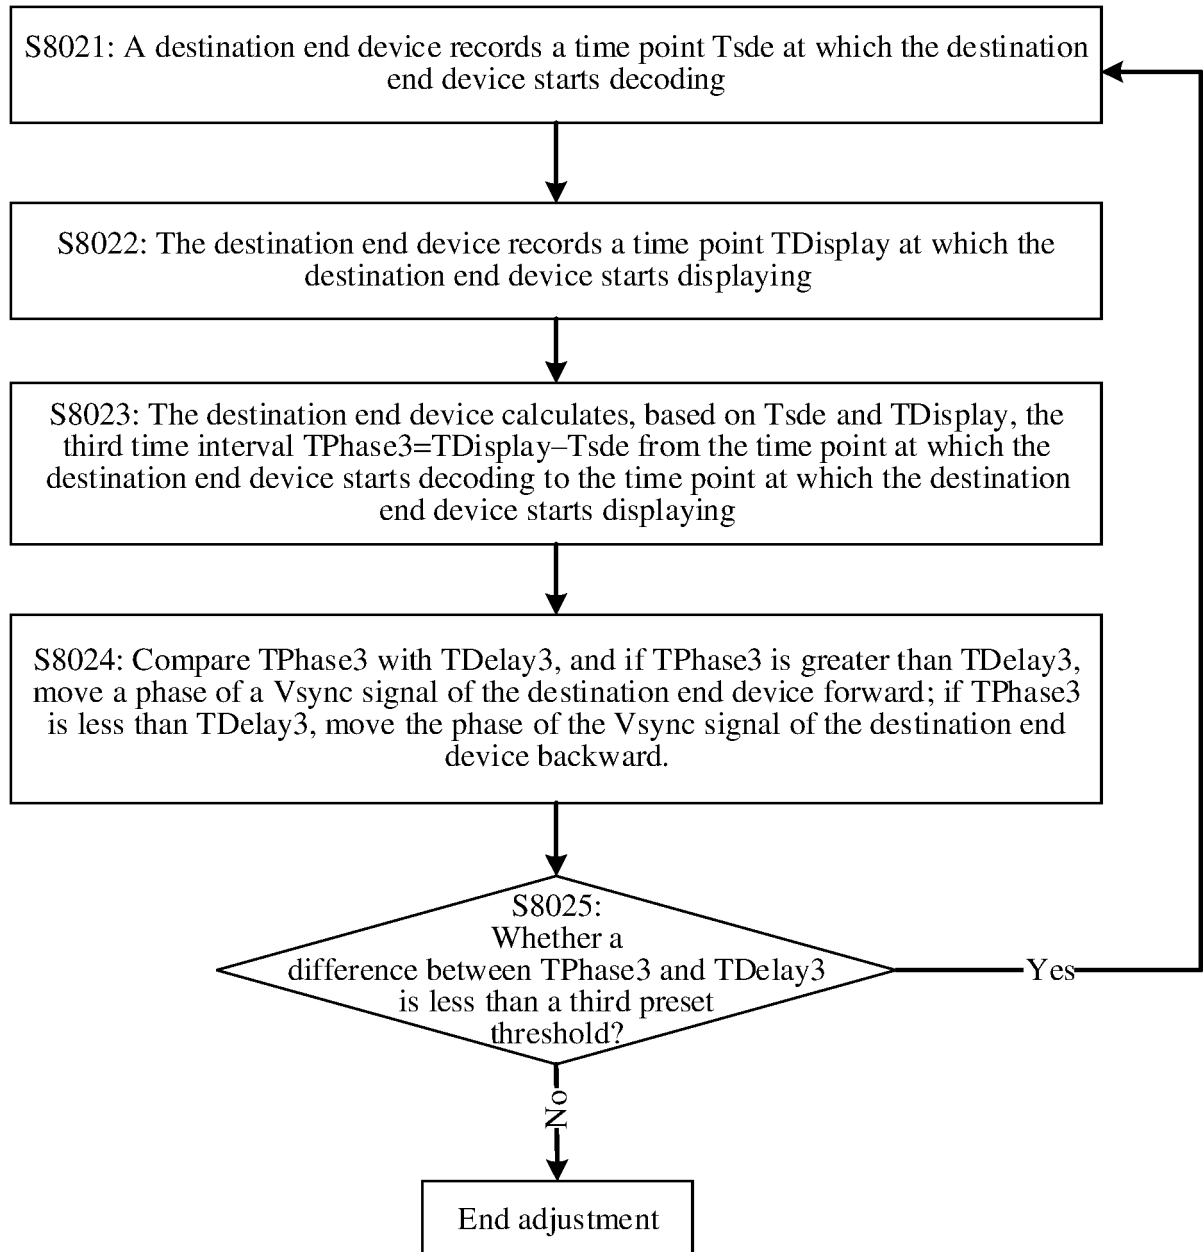 S8021: A destination end device records a time point Tsde at which the destination
end device starts decoding
S8022: The destination end device records a time point TDisplay at which the
destination end device starts displaying
S8023: The destination end device calculates, based on Tsde and TDisplay, the
third time interval TPhase3=TDisplay–Tsde from the time point at which the
destination end device starts decoding to the time point at which the destination
end device starts displaying
S8024: Compare TPhase3 with TDelay3, and if TPhase3 is greater than TDelay3,
move a phase of a Vsync signal of the destination end device forward; if TPhase3
is less than TDelay3, move the phase of the Vsync signal of the destination end
device backward.
S8025:
Whether a
difference between TPhase3 and TDelay3
is less than a third preset
threshold?
Yes
No
End adjustment